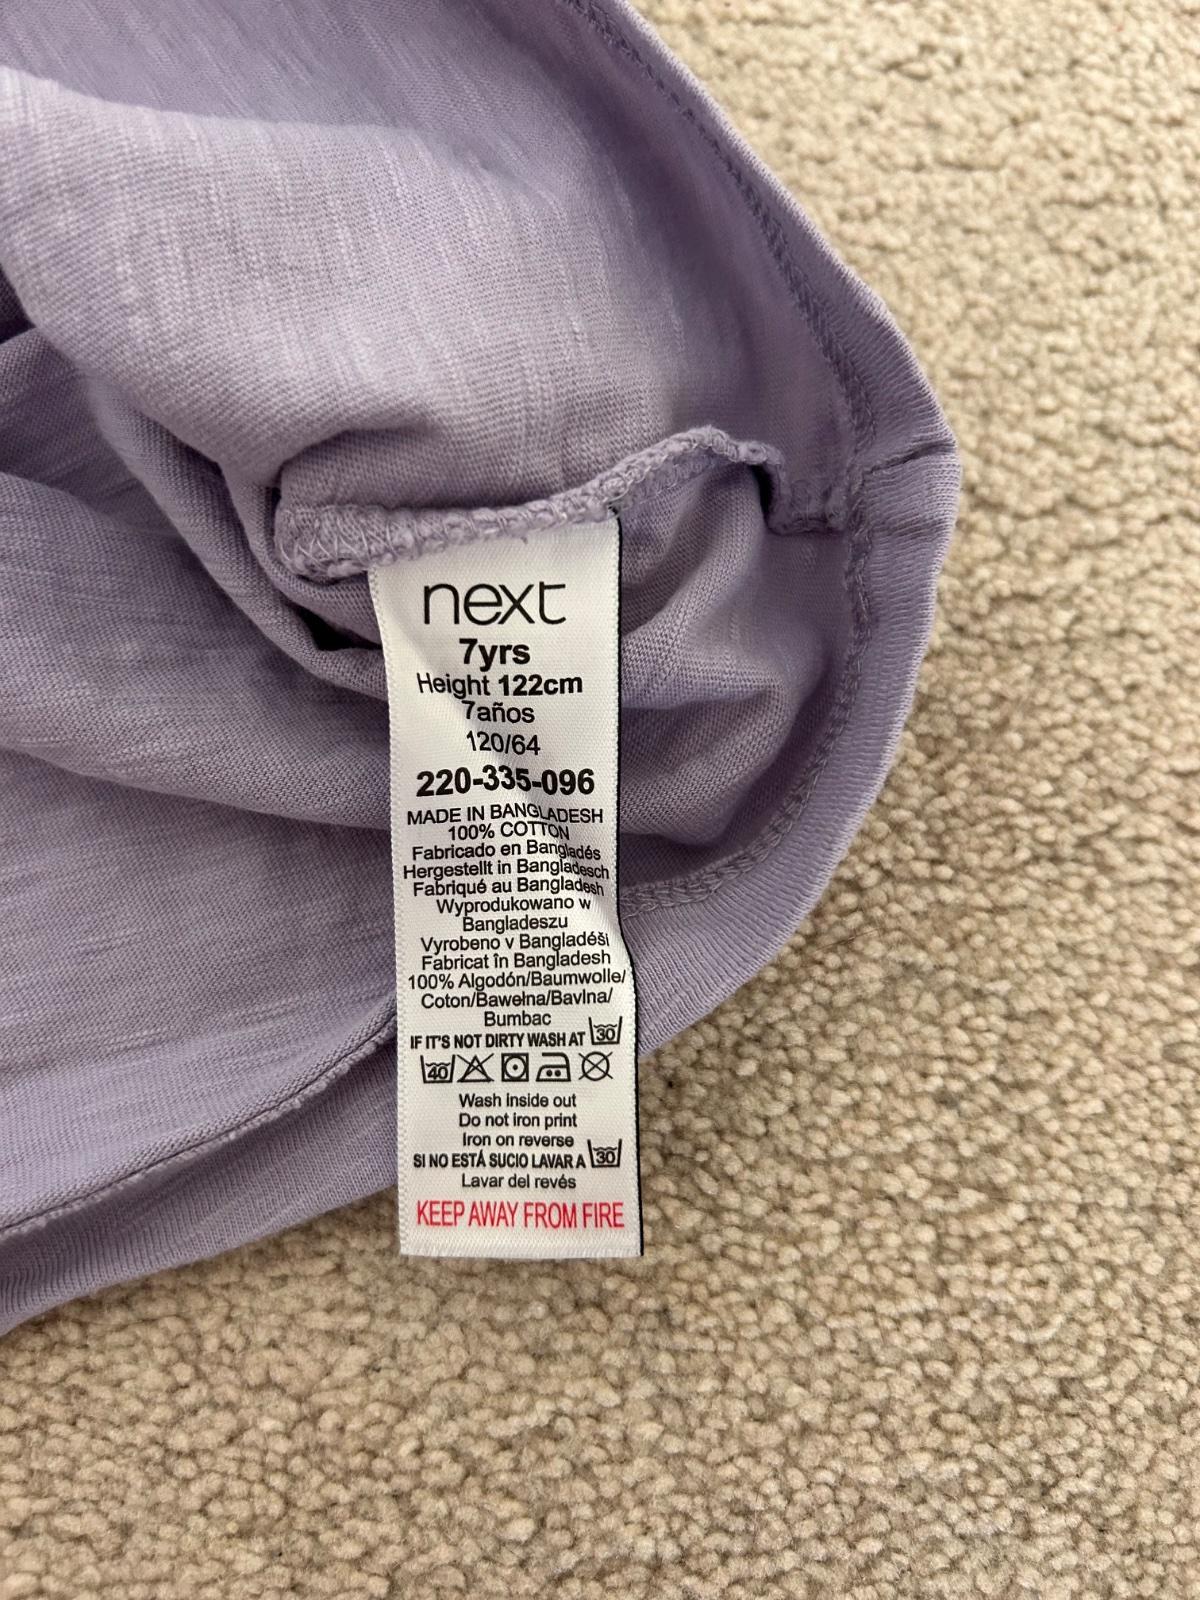 next
7yrs
Height 122cm
7años
120/64
220-335-096
MADE IN BANGLADESH
100% COTTON
Fabricado en Bangladés
Hergestellt in Bangladesch
Fabriqué au Bangladesh
Wyprodukowano w
Bangladeszu
Vyrobeno v Bangladéši
Fabricat în Bangladesh
100% Algodón/Baumwolle/
Coton/Bawełna/Bavlna/
Bumbac
IF IT'S NOT DIRTY WASH AT 30
40
Wash inside out
Do not iron print
Iron on reverse
SI NO ESTÁ SUCIO LAVAR A 30
Lavar del revés
KEEP AWAY FROM FIRE